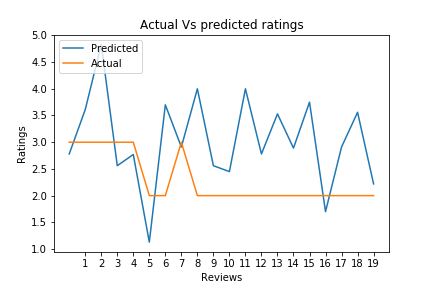 Actual Vs predicted ratings
Predicted
Actual
5.0
4.5
4.0
3.5
3.0
2.5
2.0
1.5
1.0
Ratings
1 2 3 4 5 6 7 8 9 10 11 12 13 14 15 16 17 18 19
Reviews